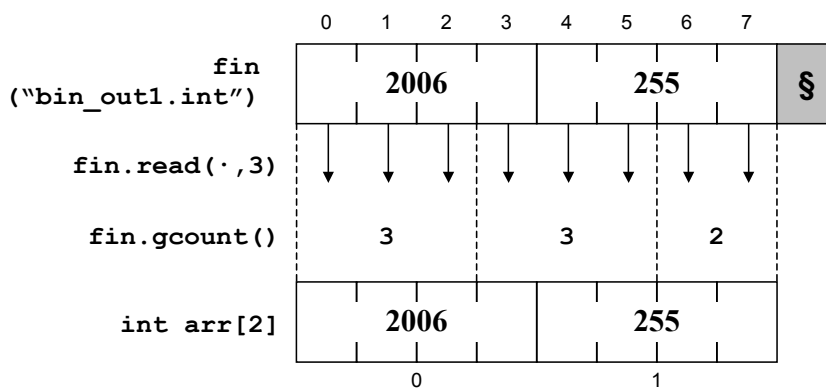 0 1 2 3 4 5 6 7
fin
(“bin_out1.int”)
2006 255 §
fin.read(·,3)
fin.gcount()
3 3 2
int arr[2]
2006 255
0 1